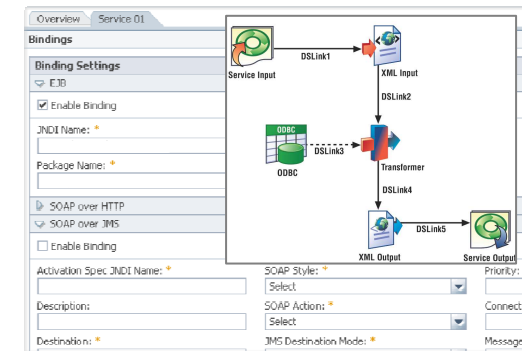 Overview Service 01
Bindings
Binding Settings
EJB
Enable Binding
JNDI Name: *
Package Name: *
SOAP over HTTP
SOAP over JMS
Enable Binding
Activation Spec JNDI Name: *
SOAP Style: *
Priority:
Select
Description:
SOAP Action: *
Connect
Select
Destination: *
JMS Destination Mode: *
Message
Service Input
DSLink1
XML Input
DSLink2
ODBC
ODBC
DSLink3
Transformer
DSLink4
XML Output
DSLink5
Service Output